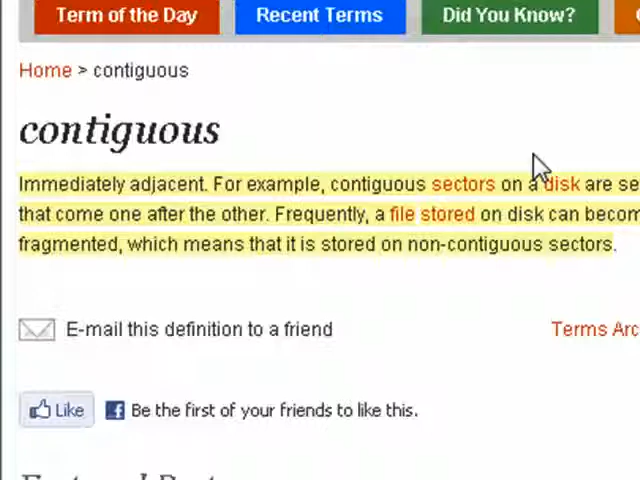 Term of the Day Recent Terms Did You Know?
Home > contiguous
contiguous
Immediately adjacent. For example, contiguous sectors on a disk are
that come one after the other. Frequently, a file stored on disk can
fragmented, which means that it is stored on non-contiguous sectors.
E-mail this definition to a friend Terms
Like Be the first of your friends to like this.